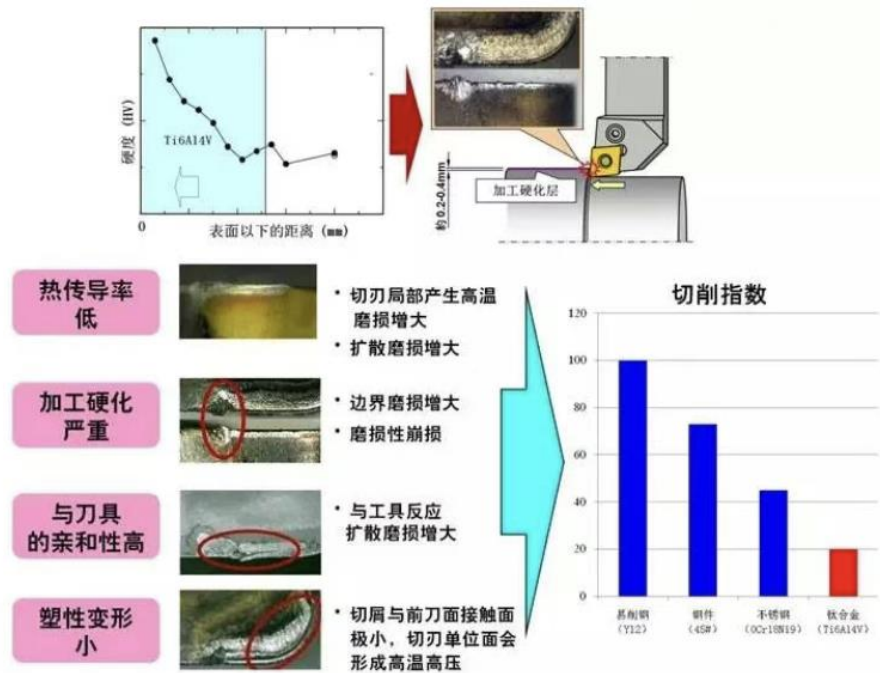 硬度 (HV)
Ti6A14V
0
表面以下的距离 (mm)
约0.2-0.4mm
加工硬化层
热传导率
低
• 切刃局部产生高温
磨损增大
• 扩散磨损增大
加工硬化
严重
• 边界磨损增大
• 磨损性崩损
与刀具
的亲和性高
• 与工具反应
扩散磨损增大
塑性变形
小
• 切屑与前刀面接触面
极小，切刃单位面会
形成高温高压
切削指数
120
100
80
60
40
20
0
易削钢
(Y12)
钢件
(45#)
不锈钢
(0Cr18N19)
钛合金
(Ti6A14V)